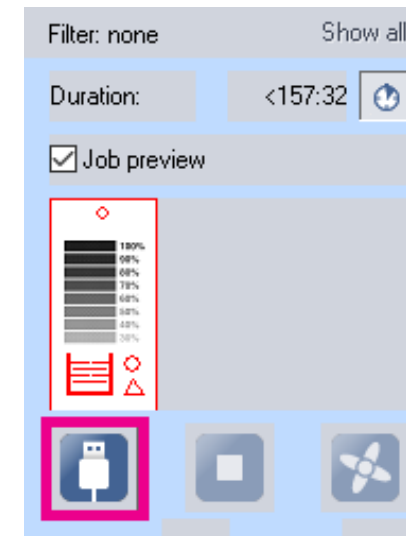 Filter: none Show all
Duration: <157:32
Job preview
100%
90%
80%
70%
60%
50%
40%
30%